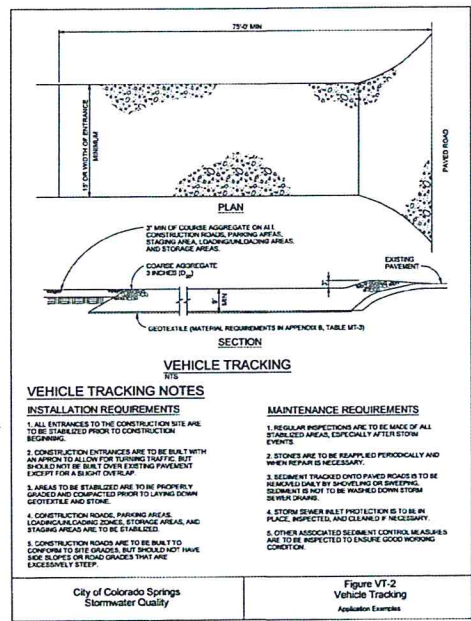 75'-0" MIN
15' OR WIDTH OF ENTRANCE
MINIMUM
PAVED ROAD
PLAN
3" MIN OF COURSE AGGREGATE ON ALL
CONSTRUCTION ROADS, PARKING AREAS,
STAGING AREA, LOADING/UNLOADING AREAS,
AND STORAGE AREAS.
COARSE AGGREGATE
3 INCHES (D50)
EXISTING
PAVEMENT
9"
MIN
GEOTEXTILE (MATERIAL REQUIREMENTS IN APPENDIX B, TABLE MT-3)
SECTION
VEHICLE TRACKING
NTS
VEHICLE TRACKING NOTES
INSTALLATION REQUIREMENTS
1. ALL ENTRANCES TO THE CONSTRUCTION SITE ARE
TO BE STABILIZED PRIOR TO CONSTRUCTION
BEGINNING.
2. CONSTRUCTION ENTRANCES ARE TO BE BUILT WITH
AN APRON TO ALLOW FOR TURNING TRAFFIC, BUT
SHOULD NOT BE BUILT OVER EXISTING PAVEMENT
EXCEPT FOR A SLIGHT OVERLAP.
3. AREAS TO BE STABILIZED ARE TO BE PROPERLY
GRADED AND COMPACTED PRIOR TO LAYING DOWN
GEOTEXTILE AND STONE.
4. CONSTRUCTION ROADS, PARKING AREAS,
LOADING/UNLOADING ZONES, STORAGE AREAS, AND
STAGING AREAS ARE TO BE STABILIZED.
5. CONSTRUCTION ROADS ARE TO BE BUILT TO
CONFORM TO SITE GRADES, BUT SHOULD NOT HAVE
SIDE SLOPES OR ROAD GRADES THAT ARE
EXCESSIVELY STEEP.
MAINTENANCE REQUIREMENTS
1. REGULAR INSPECTIONS ARE TO BE MADE OF ALL
STABILIZED AREAS, ESPECIALLY AFTER STORM
EVENTS.
2. STONES ARE TO BE REAPPLIED PERIODICALLY AND
WHEN REPAIR IS NECESSARY.
3. SEDIMENT TRACKED ONTO PAVED ROADS IS TO BE
REMOVED DAILY BY SHOVELING OR SWEEPING.
SEDIMENT IS NOT TO BE WASHED DOWN STORM
SEWER DRAINS.
4. STORM SEWER INLET PROTECTION IS TO BE IN
PLACE, INSPECTED, AND CLEANED IF NECESSARY.
5. OTHER ASSOCIATED SEDIMENT CONTROL MEASURES
ARE TO BE INSPECTED TO ENSURE GOOD WORKING
CONDITION.
City of Colorado Springs
Stormwater Quality
Figure VT-2
Vehicle Tracking
Application Examples